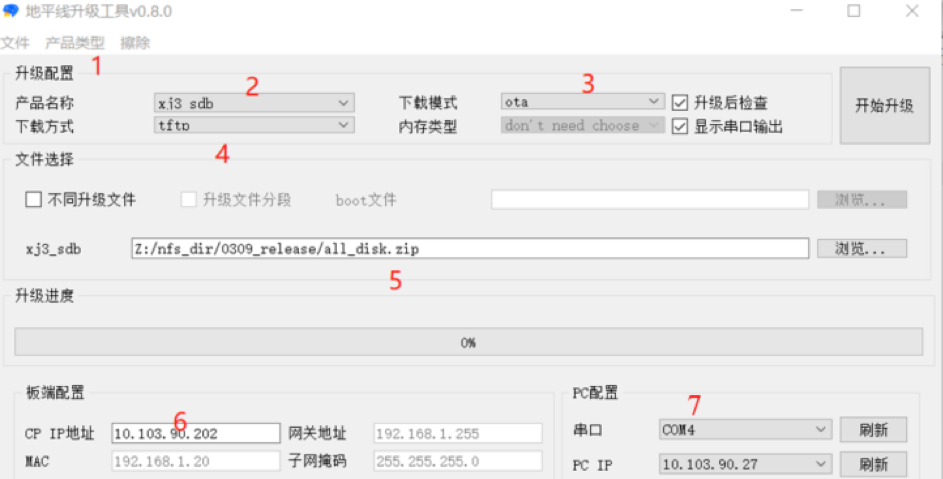 地平线升级工具v0.8.0
文件 产品类型 擦除
1
升级配置
2
3
产品名称 xj3_sdb 下载模式 ota 升级后检查
开始升级
下载方式 tftp 内存类型 don't need choose 显示串口输出
4
文件选择
不同升级文件 升级文件分段 boot文件 浏览...
xj3_sdb Z:/nfs_dir/0309_release/all_disk.zip 浏览...
5
升级进度
0%
板端配置 PC配置
6
7
CP IP地址 10.103.90.202 网关地址 192.168.1.255 串口 COM4 刷新
MAC 192.168.1.20 子网掩码 255.255.255.0 PC IP 10.103.90.27 刷新